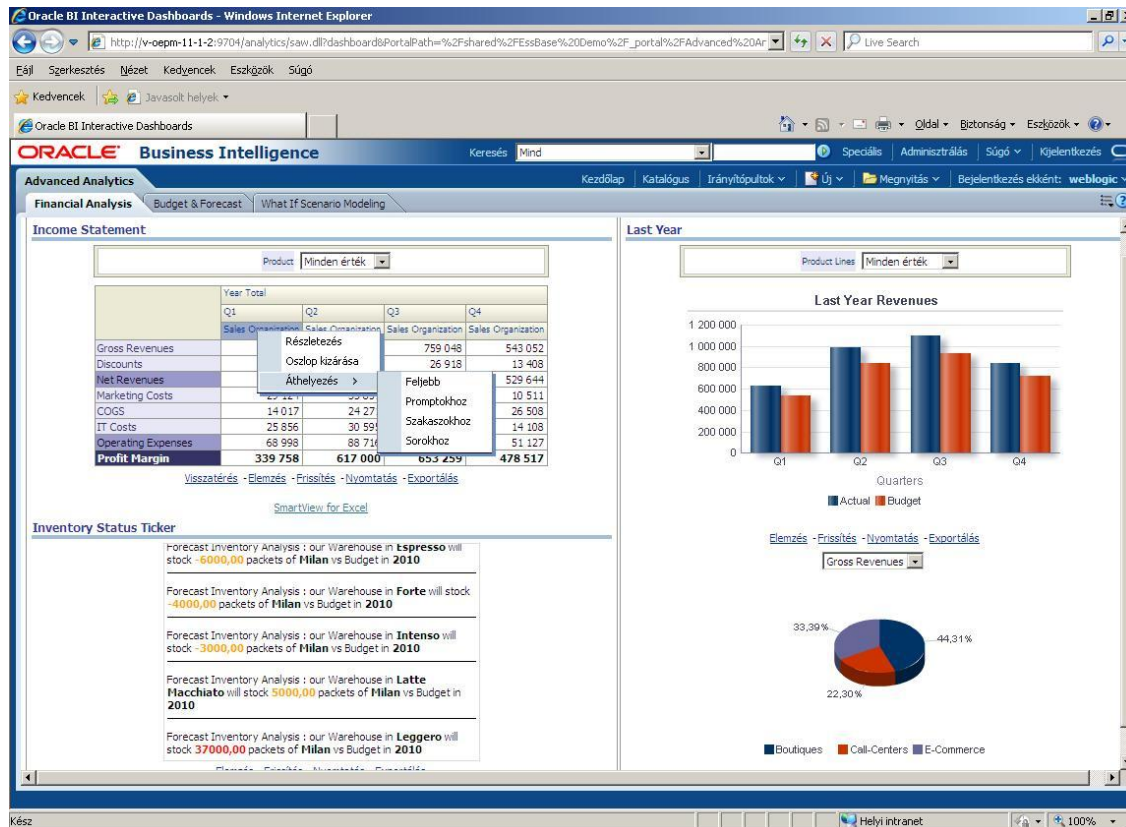 Oracle BI Interactive Dashboards - Windows Internet Explorer
http://v-oepm-11-1-2:9704/analytics/saw.dll?dashboard&PortalPath=%2Fshared%2FEssBase%20Demo%2F_portal%2FAdvanced%20Ar
Live Search
Fájl Szerkesztés Nézet Kedvencek Eszközök Súgó
Kedvencek Javasolt helyek
Oracle BI Interactive Dashboards
Oldal Biztonság Eszközök
ORACLE Business Intelligence
Keresés Mind Speciális Adminisztrálás Súgó Kijelentkezés
Advanced Analytics
Kezdőlap Katalógus Irányítópultok Új Megnyitás Bejelentkezés ekként: weblogic
Financial Analysis Budget & Forecast What If Scenario Modeling
Income Statement
Product Minden érték
Year Total
Q1 Q2 Q3 Q4
Sales Organization Sales Organization Sales Organization Sales Organization
Gross Revenues 759 048 543 052
Discounts 26 918 13 408
Net Revenues 529 644
Marketing Costs 10 511
COGS 14 017 24 27 26 508
IT Costs 25 856 30 595 14 108
Operating Expenses 68 998 88 716 51 127
Profit Margin 339 758 617 000 653 259 478 517
Részletezés
Oszlop kizárása
Áthelyezés >
Feljebb
Promptokhoz
Szakaszokhoz
Sorokhoz
Visszatérés - Elemzés - Frissítés - Nyomtatás - Exportálás
SmartView for Excel
Inventory Status Ticker
Forecast Inventory Analysis : our Warehouse in Espresso will
stock -6000,00 packets of Milan vs Budget in
2010
Forecast Inventory Analysis : our Warehouse in Forte will stock
-4000,00 packets of Milan vs Budget in 2010
Forecast Inventory Analysis : our Warehouse in Intenso will
stock -3000,00 packets of Milan vs Budget in 2010
Forecast Inventory Analysis : our Warehouse in Latte
Macchiato will stock 5000,00 packets of Milan vs Budget in
2010
Forecast Inventory Analysis : our Warehouse in Leggero will
stock 37000,00 packets of Milan vs Budget in 2010
Elemzés - Frissítés - Nyomtatás - Exportálás
Last Year
Product Lines Minden érték
Last Year Revenues
1 200 000
1 000 000
800 000
600 000
400 000
200 000
0
Q1 Q2 Q3 Q4
Quarters
Actual Budget
Elemzés - Frissítés - Nyomtatás - Exportálás
Gross Revenues
33,39%
44,31%
22,30%
Boutiques Call-Centers E-Commerce
Kész
Helyi intranet
100%